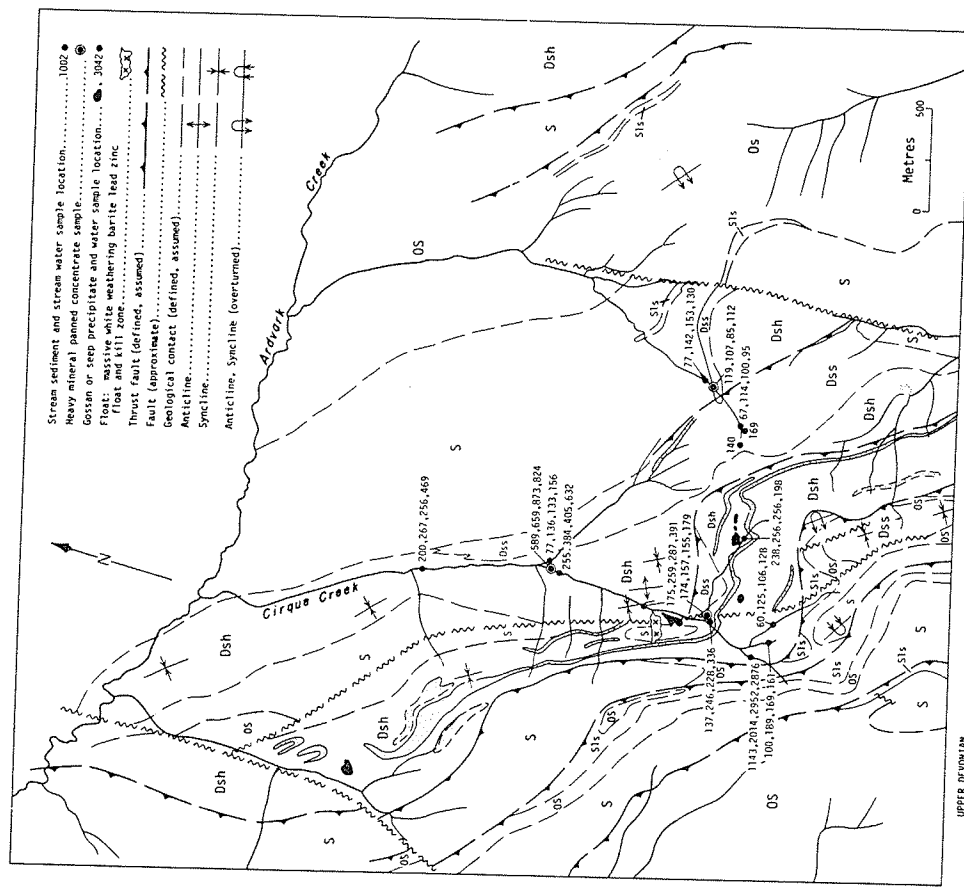 Stream sediment and stream water sample location..........1002
Heavy mineral panned concentrate sample
Gossan or seep precipitate and water sample location.....3042
Float: massive white weathering barite lead zinc
float and kill zone
Thrust fault (defined, assumed)
Fault (approximate)
Geological contact (defined, assumed)
Anticline
Syncline
Anticline, Syncline (overturned)
Ardvark Creek
Cirque Creek
N
Metres
0 500
Dsh
S
Sls
Os
OS
Dss
200,267,256,469
589,659,873,824
77,136,133,156
255,384,405,632
175,259,287,391
174,157,155,179
137,246,228,336
1143,2014,2952,2876
100,189,169,161
60,125,106,128
238,256,256,198
77,142,153,130
119,107,85,112
67,114,100,95
169
140
UPPER DEVONIAN